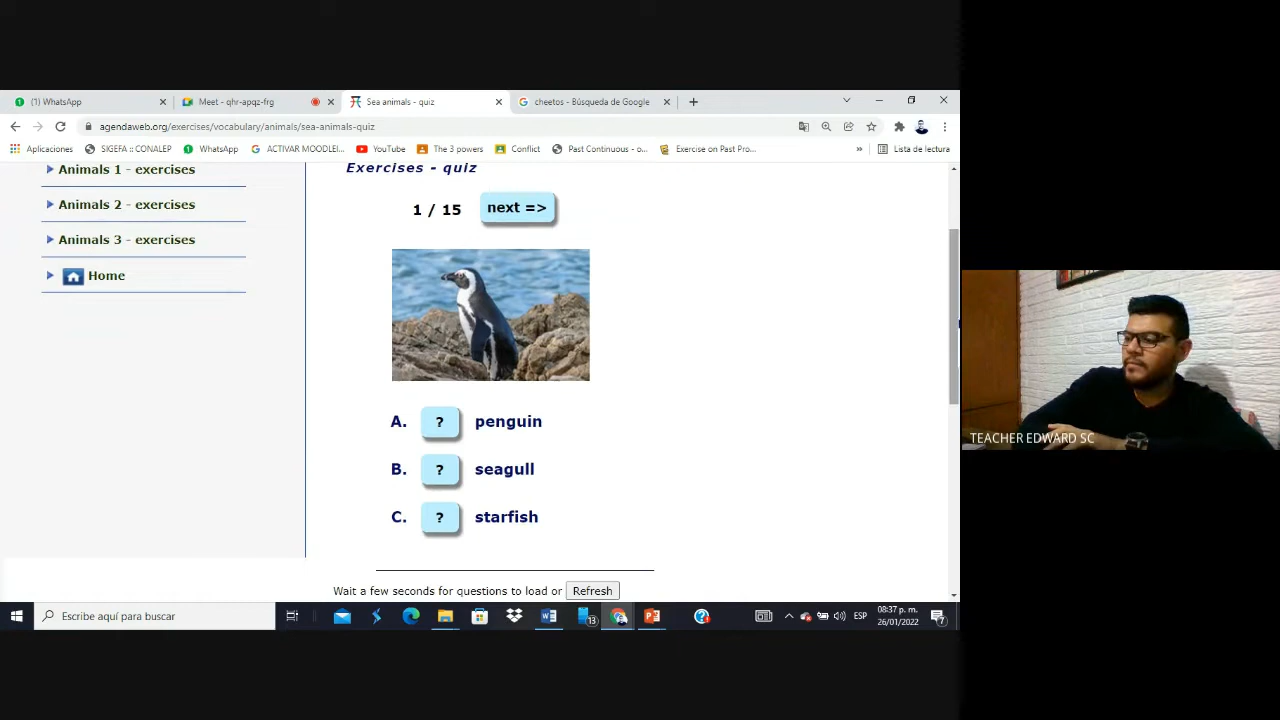 (1) WhatsApp
Meet - qhr-apqz-frg
Sea animals - quiz
cheetos - Búsqueda de Google
agendaweb.org/exercises/vocabulary/animals/sea-animals-quiz
Aplicaciones
SIGEFA :: CONALEP
WhatsApp
ACTIVAR MOODLEI...
YouTube
The 3 powers
Conflict
Past Continuous - o...
Exercise on Past Pro...
»
Lista de lectura
Animals 1 - exercises
Animals 2 - exercises
Animals 3 - exercises
Home
Exercises - quiz
1 / 15
next =>
A. ? penguin
B. ? seagull
C. ? starfish
Wait a few seconds for questions to load or Refresh
TEACHER EDWARD SC
Escribe aquí para buscar
13
ESP
08:37 p. m.
26/01/2022
7